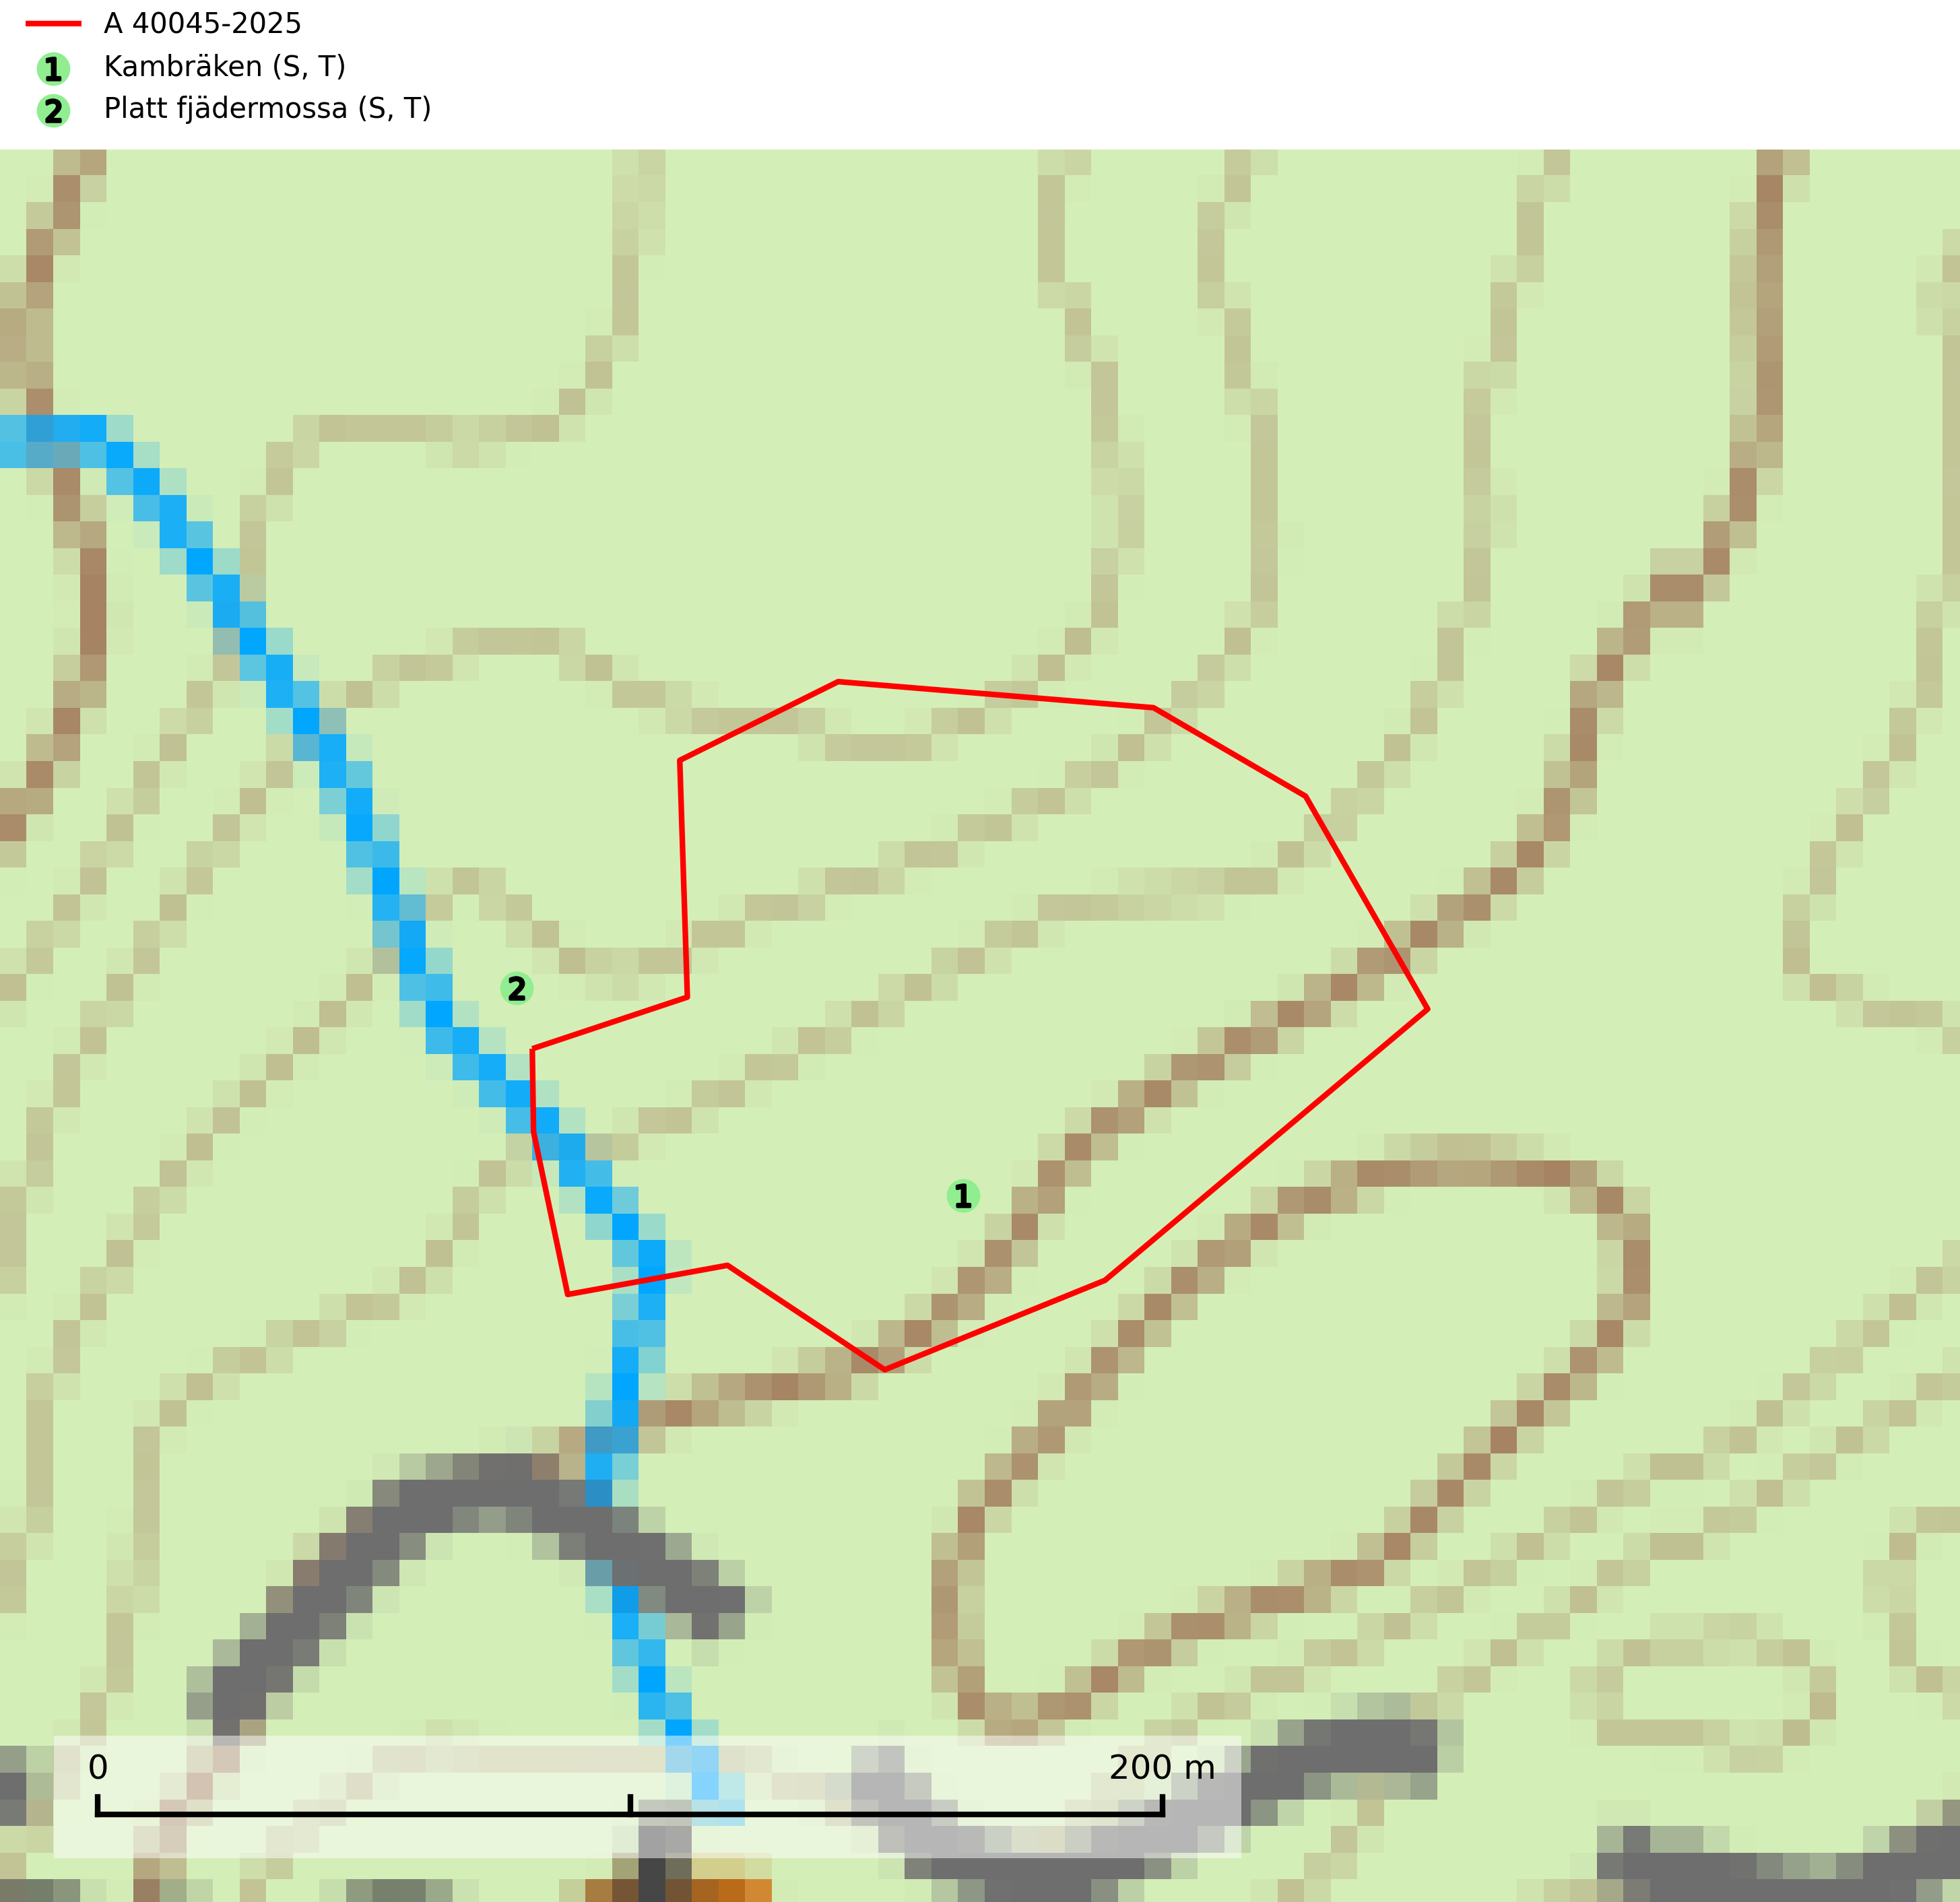 A 40045-2025
1 Kambräken (S, T)
2 Platt fjädermossa (S, T)
2
1
0 200 m